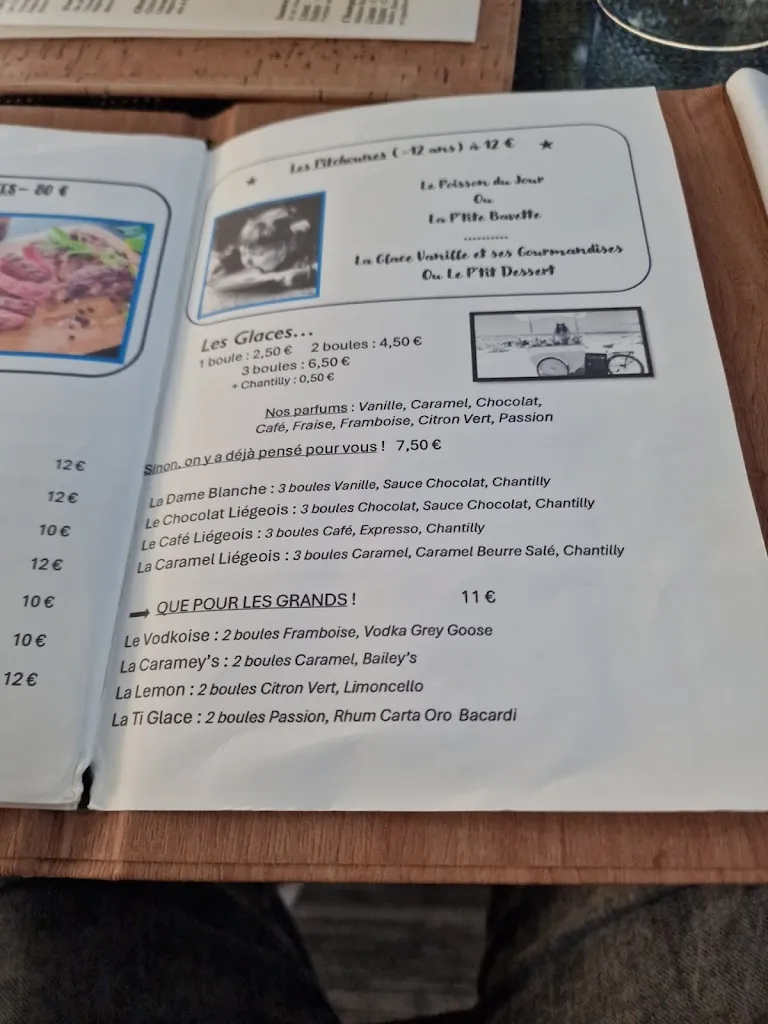 TS– 80 €
12 €
12 €
10 €
12 €
10 €
10 €
12 €
Les Pitchounes (-12 ans) à 12 €
Le Poisson du Jour
Ou
La P'tite Bavette
..........
La Glace Vanille et ses Gourmandises
Ou Le P'tit Dessert
Les Glaces...
1 boule : 2,50 € 2 boules : 4,50 €
3 boules : 6,50 €
+ Chantilly : 0,50 €
Nos parfums : Vanille, Caramel, Chocolat,
Café, Fraise, Framboise, Citron Vert, Passion
Sinon, on y a déjà pensé pour vous ! 7,50 €
La Dame Blanche : 3 boules Vanille, Sauce Chocolat, Chantilly
Le Chocolat Liégeois : 3 boules Chocolat, Sauce Chocolat, Chantilly
Le Café Liégeois : 3 boules Café, Expresso, Chantilly
La Caramel Liégeois : 3 boules Caramel, Caramel Beurre Salé, Chantilly
QUE POUR LES GRANDS ! 11 €
Le Vodkoise : 2 boules Framboise, Vodka Grey Goose
La Caramey's : 2 boules Caramel, Bailey's
La Lemon : 2 boules Citron Vert, Limoncello
La Ti Glace : 2 boules Passion, Rhum Carta Oro Bacardi